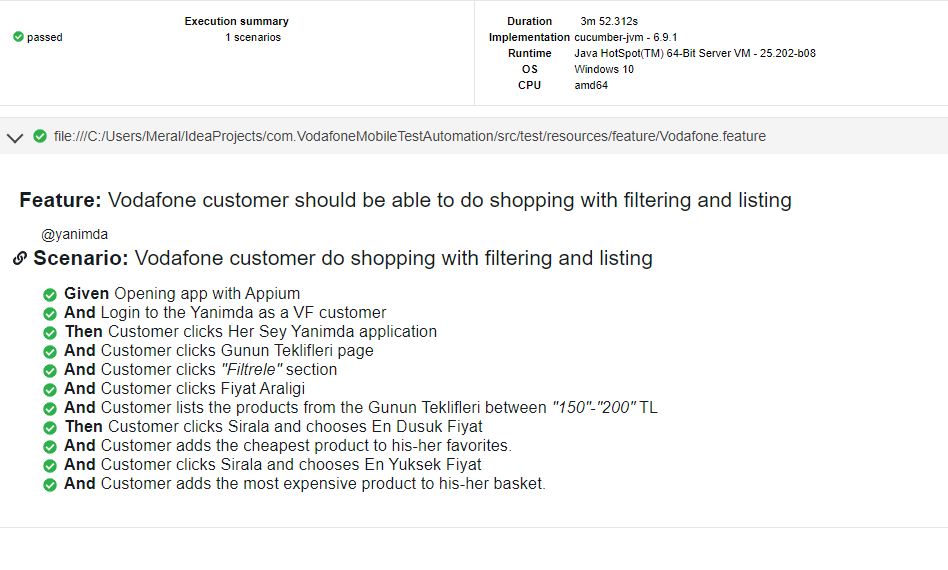 passed
Execution summary
1 scenarios
Duration 3m 52.312s
Implementation cucumber-jvm - 6.9.1
Runtime Java HotSpot(TM) 64-Bit Server VM - 25.202-b08
OS Windows 10
CPU amd64
file:///C:/Users/Meral/IdeaProjects/com.VodafoneMobileTestAutomation/src/test/resources/feature/Vodafone.feature
Feature: Vodafone customer should be able to do shopping with filtering and listing
@yanimda
Scenario: Vodafone customer do shopping with filtering and listing
Given Opening app with Appium
And Login to the Yanimda as a VF customer
Then Customer clicks Her Sey Yanimda application
And Customer clicks Gunun Teklifleri page
And Customer clicks "Filtrele" section
And Customer clicks Fiyat Araligi
And Customer lists the products from the Gunun Teklifleri between "150"-"200" TL
Then Customer clicks Sirala and chooses En Dusuk Fiyat
And Customer adds the cheapest product to his-her favorites.
And Customer clicks Sirala and chooses En Yuksek Fiyat
And Customer adds the most expensive product to his-her basket.